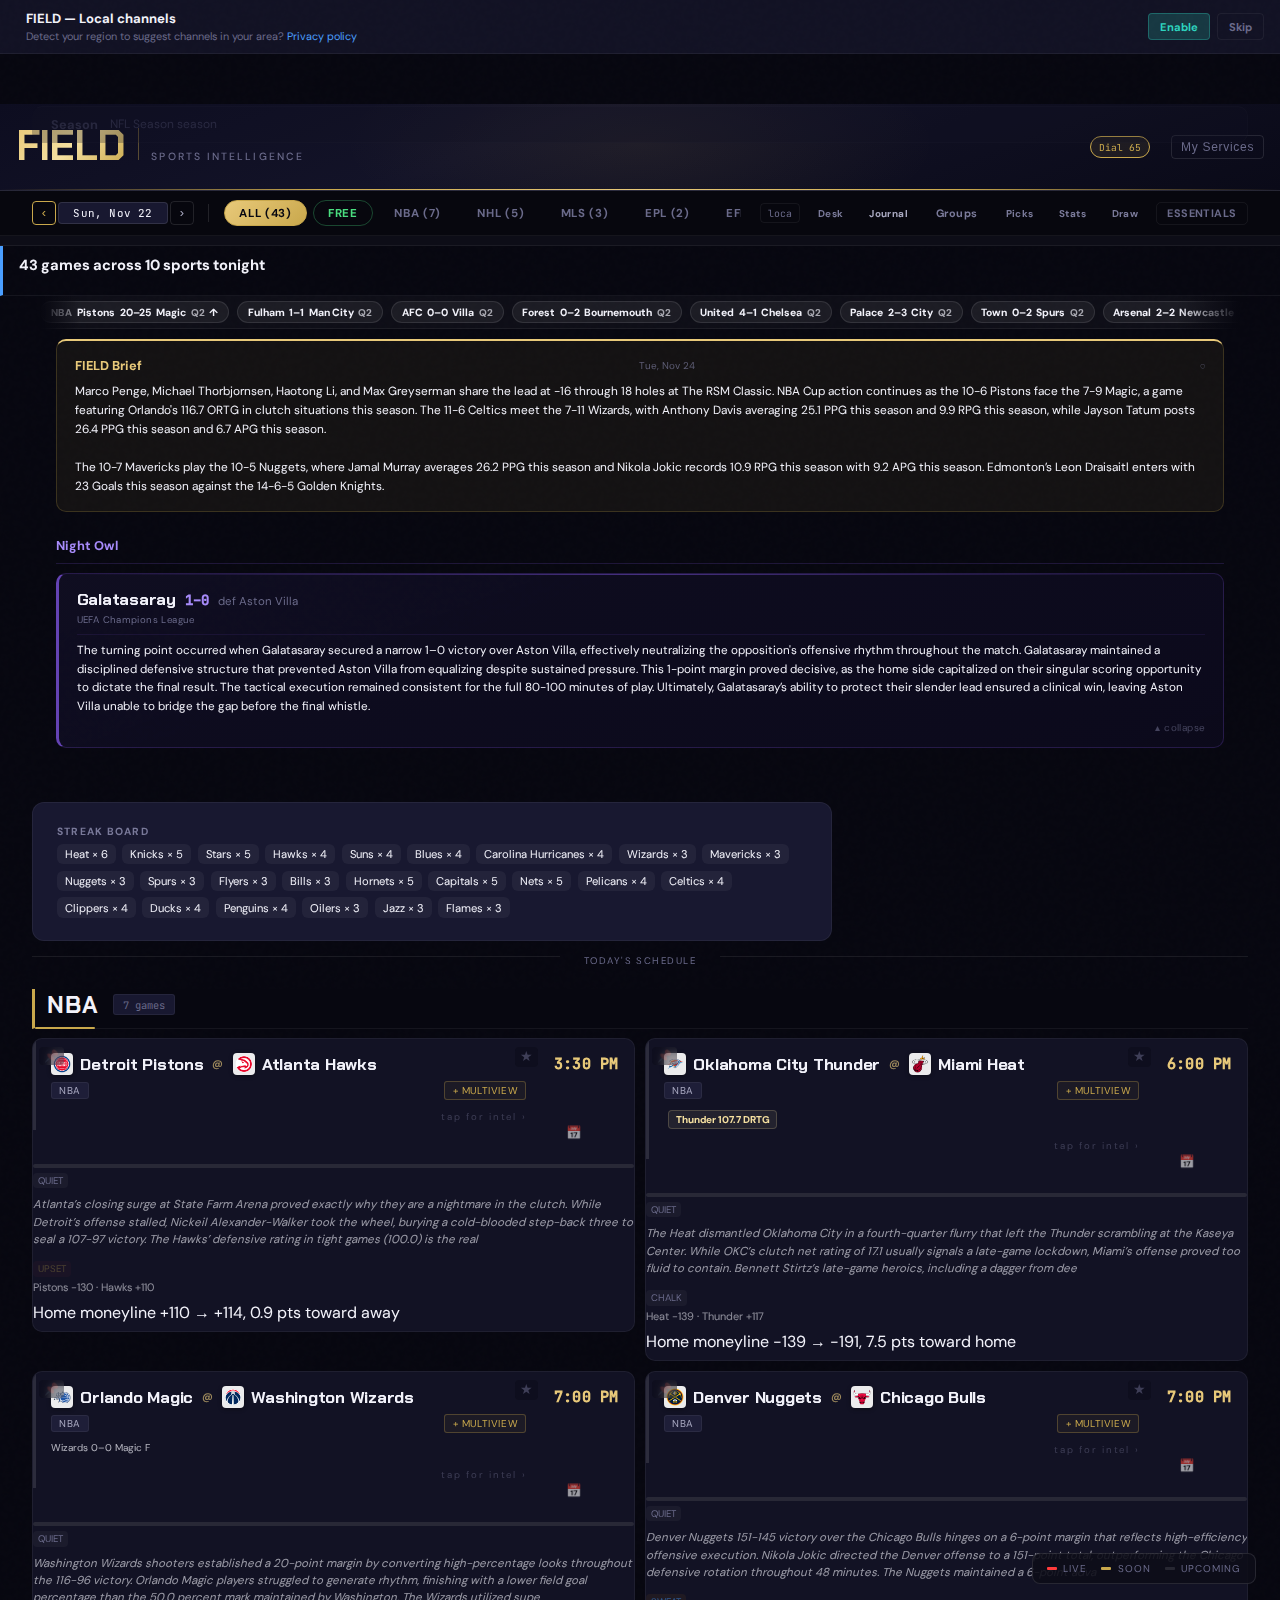 FIELD — Local channels
Detect your region to suggest channels in your area? Privacy policy
Enable
Skip
Season NFL Season season
FIELD
SPORTS INTELLIGENCE
Dial 65
My Services
‹ Sun, Nov 22 ›
ALL (43)
FREE
NBA (7)
NHL (5)
MLS (3)
EPL (2)
EF
loca
Desk
Journal
Groups
Picks
Stats
Draw
ESSENTIALS
43 games across 10 sports tonight
NBA Pistons 20–25 Magic Q2 ↑
Fulham 1–1 Man City Q2
AFC 0–0 Villa Q2
Forest 0–2 Bournemouth Q2
United 4–1 Chelsea Q2
Palace 2–3 City Q2
Town 0–2 Spurs Q2
Arsenal 2–2 Newcastle
FIELD Brief
Tue, Nov 24
Marco Penge, Michael Thorbjornsen, Haotong Li, and Max Greyserman share the lead at -16 through 18 holes at The RSM Classic. NBA Cup action continues as the 10-6 Pistons face the 7-9 Magic, a game
featuring Orlando's 116.7 ORTG in clutch situations this season. The 11-6 Celtics meet the 7-11 Wizards, with Anthony Davis averaging 25.1 PPG this season and 9.9 RPG this season, while Jayson Tatum posts
26.4 PPG this season and 6.7 APG this season.
The 10-7 Mavericks play the 10-5 Nuggets, where Jamal Murray averages 26.2 PPG this season and Nikola Jokic records 10.9 RPG this season with 9.2 APG this season. Edmonton's Leon Draisaitl enters with
23 Goals this season against the 14-6-5 Golden Knights.
Night Owl
Galatasaray 1–0 def Aston Villa
UEFA Champions League
The turning point occurred when Galatasaray secured a narrow 1–0 victory over Aston Villa, effectively neutralizing the opposition's offensive rhythm throughout the match. Galatasaray maintained a
disciplined defensive structure that prevented Aston Villa from equalizing despite sustained pressure. This 1-point margin proved decisive, as the home side capitalized on their singular scoring opportunity
to dictate the final result. The tactical execution remained consistent for the full 80-100 minutes of play. Ultimately, Galatasaray's ability to protect their slender lead ensured a clinical win, leaving Aston
Villa unable to bridge the gap before the final whistle.
▴ collapse
STREAK BOARD
Heat × 6
Knicks × 5
Stars × 5
Hawks × 4
Suns × 4
Blues × 4
Carolina Hurricanes × 4
Wizards × 3
Mavericks × 3
Nuggets × 3
Spurs × 3
Flyers × 3
Bills × 3
Hornets × 5
Capitals × 5
Nets × 5
Pelicans × 4
Celtics × 4
Clippers × 4
Ducks × 4
Penguins × 4
Oilers × 3
Jazz × 3
Flames × 3
TODAY'S SCHEDULE
NBA
7 games
Detroit Pistons @ Atlanta Hawks
★
3:30 PM
NBA
+ MULTIVIEW
tap for intel ›
17
QUIET
Atlanta's closing surge at State Farm Arena proved exactly why they are a nightmare in the clutch. While
Detroit's offense stalled, Nickeil Alexander-Walker took the wheel, burying a cold-blooded step-back three to
seal a 107-97 victory. The Hawks' defensive rating in tight games (100.0) is the real
UPSET
Pistons -130 · Hawks +110
Home moneyline +110 → +114, 0.9 pts toward away
Oklahoma City Thunder @ Miami Heat
★
6:00 PM
NBA
+ MULTIVIEW
Thunder 107.7 DRTG
tap for intel ›
17
QUIET
The Heat dismantled Oklahoma City in a fourth-quarter flurry that left the Thunder scrambling at the Kaseya
Center. While OKC's clutch net rating of 17.1 usually signals a late-game lockdown, Miami's offense proved too
fluid to contain. Bennett Stirtz's late-game heroics, including a dagger from dee
CHALK
Heat -139 · Thunder +117
Home moneyline -139 → -191, 7.5 pts toward home
Orlando Magic @ Washington Wizards
★
7:00 PM
NBA
+ MULTIVIEW
Wizards 0–0 Magic F
tap for intel ›
17
QUIET
Washington Wizards shooters established a 20-point margin by converting high-percentage looks throughout
the 116-96 victory. Orlando Magic players struggled to generate rhythm, finishing with a lower field goal
percentage than the 50.0 percent mark maintained by Washington. The Wizards utilized supe
Denver Nuggets @ Chicago Bulls
★
7:00 PM
NBA
+ MULTIVIEW
tap for intel ›
17
QUIET
Denver Nuggets 151-145 victory over the Chicago Bulls hinges on a 6-point margin that reflects high-efficiency
offensive execution. Nikola Jokic directed the Denver offense to a 151-point total, outperforming the Chicago
defensive rotation throughout 48 minutes. The Nuggets maintained a 6
LIVE
SOON
UPCOMING